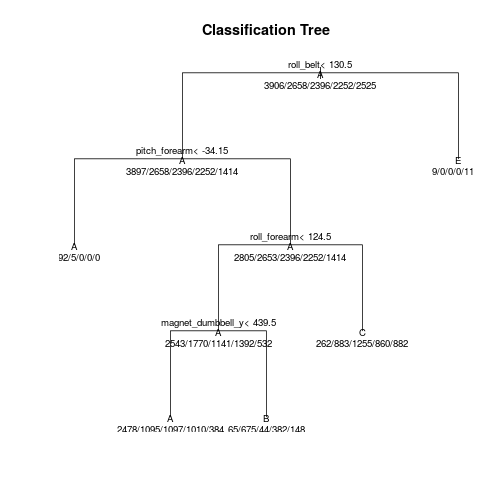 Classification Tree
roll_belt< 130.5
A
3906/2658/2396/2252/2525
pitch_forearm< -34.15
A
3897/2658/2396/2252/1414
E
9/0/0/0/11
A
92/5/0/0/0
roll_forearm< 124.5
A
2805/2653/2396/2252/1414
magnet_dumbbell_y< 439.5
A
2543/1770/1141/1392/532
C
262/883/1255/860/882
A
2478/1095/1097/1010/384
B
65/675/44/382/148